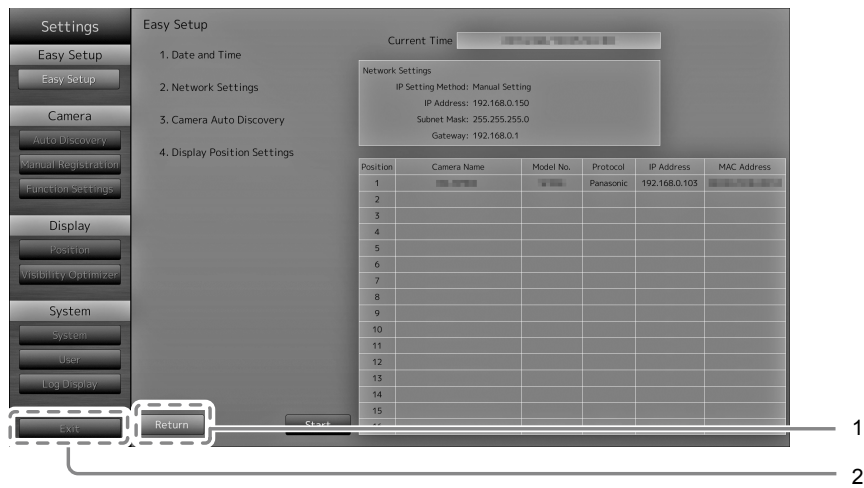 Settings
Easy Setup
Easy Setup
Camera
Auto Discovery
Manual Registration
Function Settings
Display
Position
Visibility Optimizer
System
System
User
Log Display
Exit
Easy Setup
1. Date and Time
2. Network Settings
3. Camera Auto Discovery
4. Display Position Settings
Return
Start
Current Time
Network Settings
IP Setting Method: Manual Setting
IP Address: 192.168.0.150
Subnet Mask: 255.255.255.0
Gateway: 192.168.0.1
Position Camera Name Model No. Protocol IP Address MAC Address
1 Panasonic 192.168.0.103
2
3
4
5
6
7
8
9
10
11
12
13
14
15
1
2